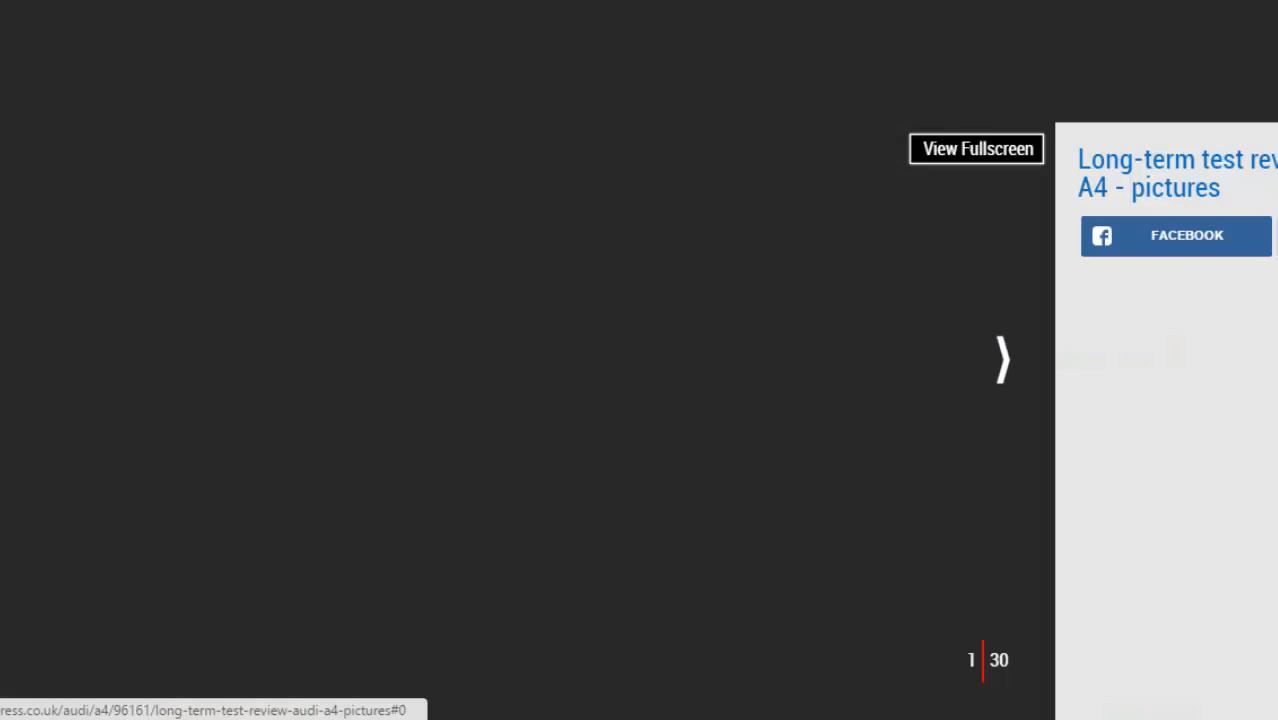 View Fullscreen
Long-term test rev
A4 - pictures
FACEBOOK
⟩
1 | 30
ress.co.uk/audi/a4/96161/long-term-test-review-audi-a4-pictures#0